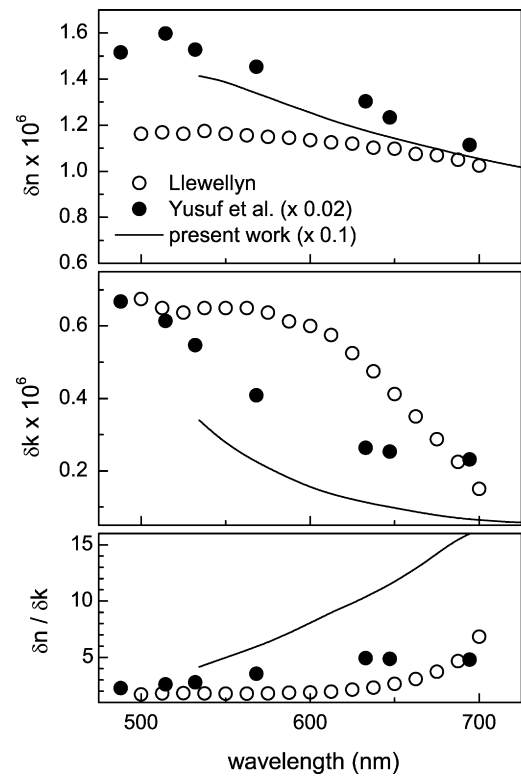 1.6
1.4
1.2
1.0
0.8
0.6
δn x 10⁶
Llewellyn
Yusuf et al. (x 0.02)
present work (x 0.1)
0.6
0.4
0.2
δk x 10⁶
15
10
5
δn / δk
500 600 700
wavelength (nm)